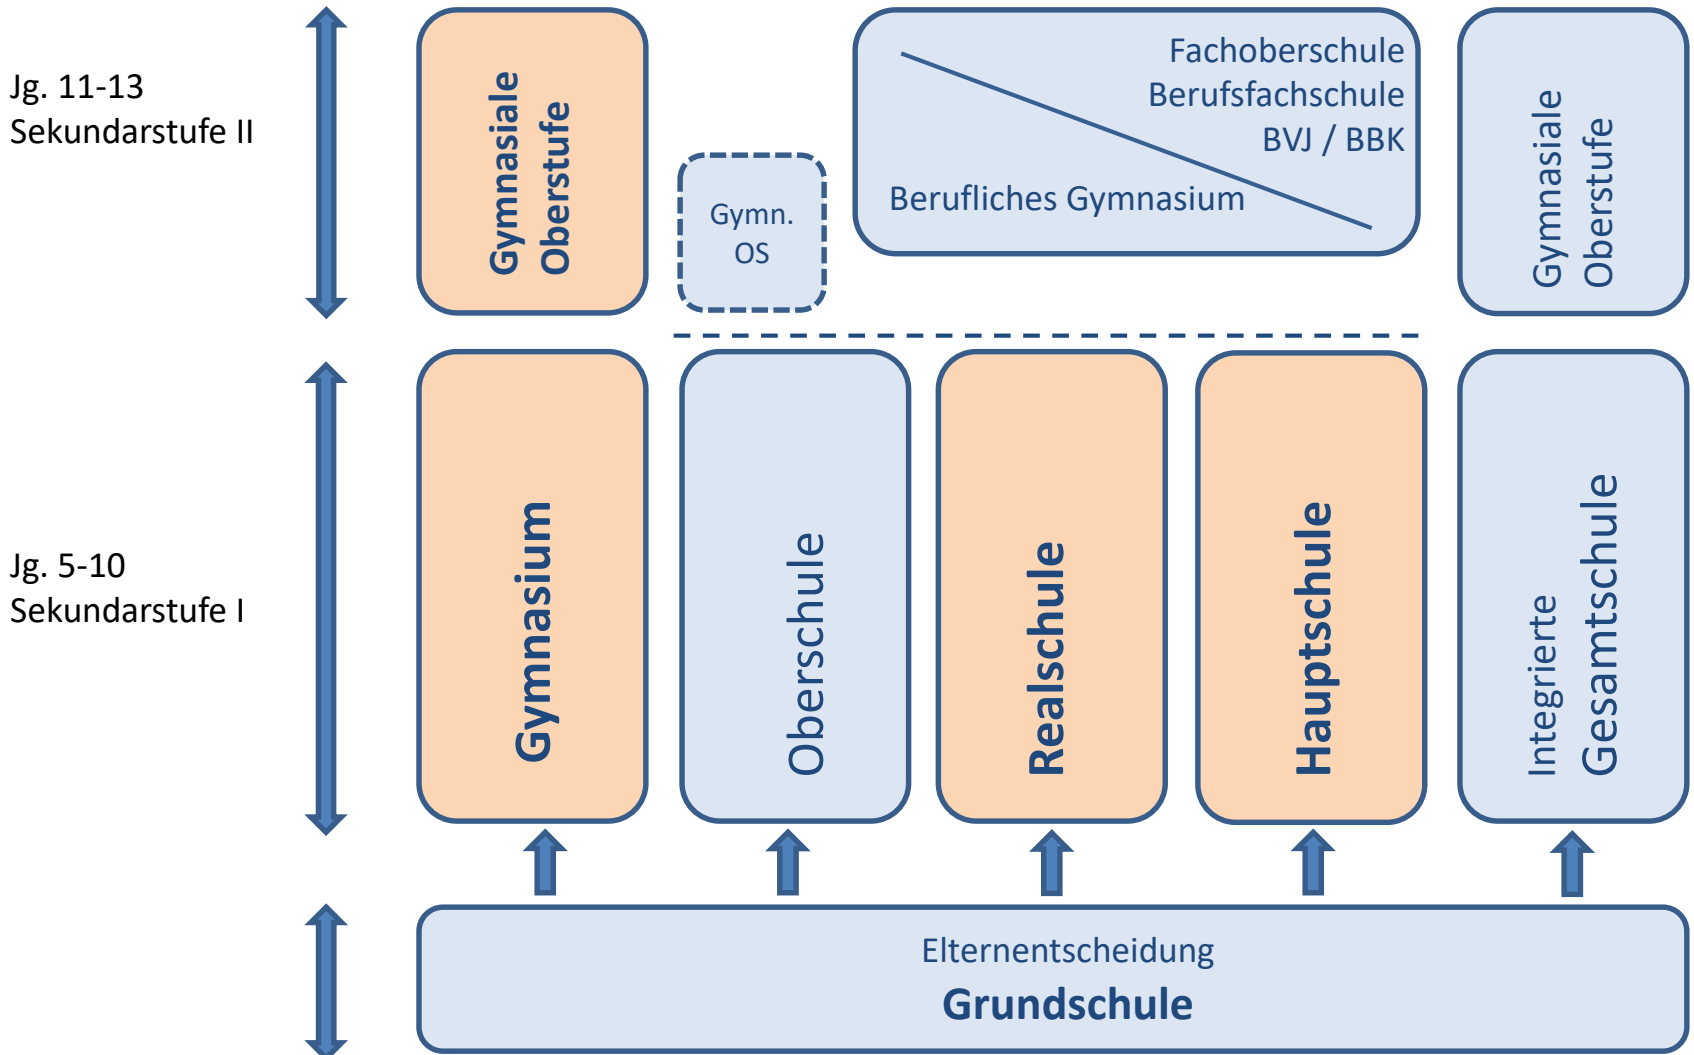 Jg. 11-13
Sekundarstufe II
Gymnasiale
Oberstufe
Gymn.
OS
Fachoberschule
Berufsfachschule
BVJ / BBK
Berufliches Gymnasium
Gymnasiale
Oberstufe
Jg. 5-10
Sekundarstufe I
Gymnasium
Oberschule
Realschule
Hauptschule
Integrierte
Gesamtschule
Elternentscheidung
Grundschule